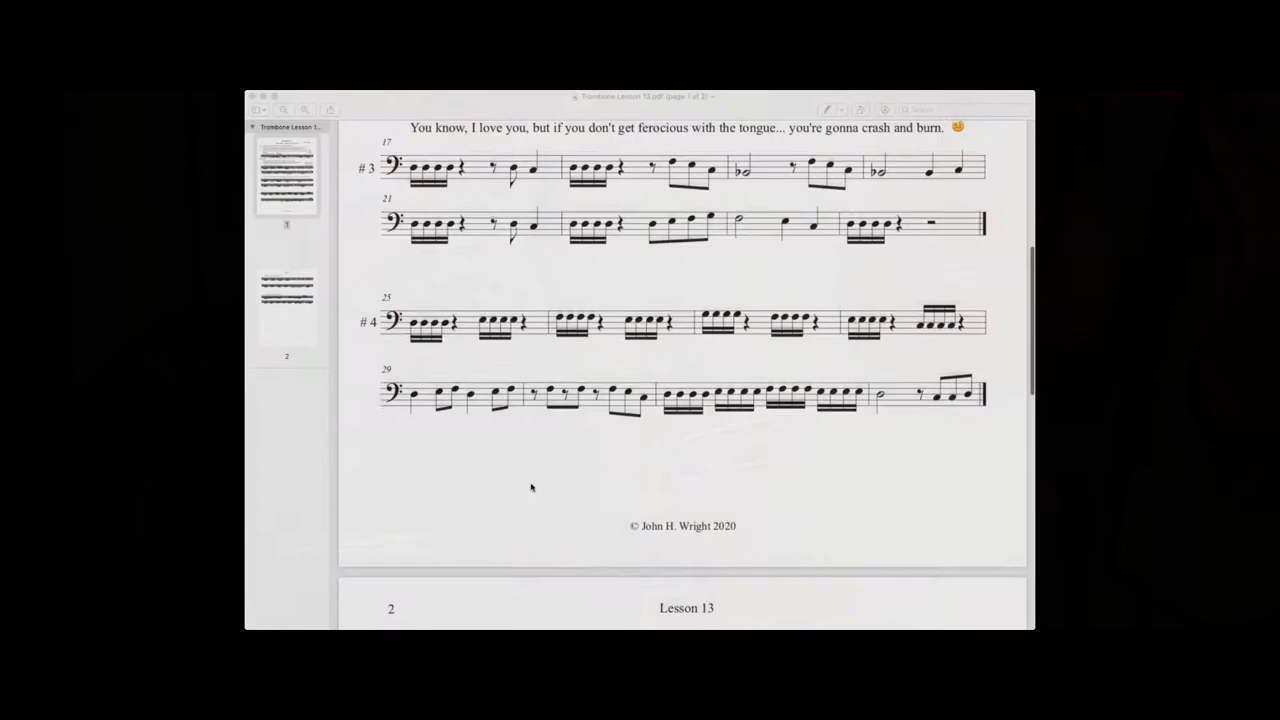 Trombone Lesson 13.pdf (page 1 of 2)
Search
Trombone Lesson 1...
You know, I love you, but if you don't get ferocious with the tongue... you're gonna crash and burn. 🤨
17
# 3
21
25
# 4
29
1
2
© John H. Wright 2020
2
Lesson 13